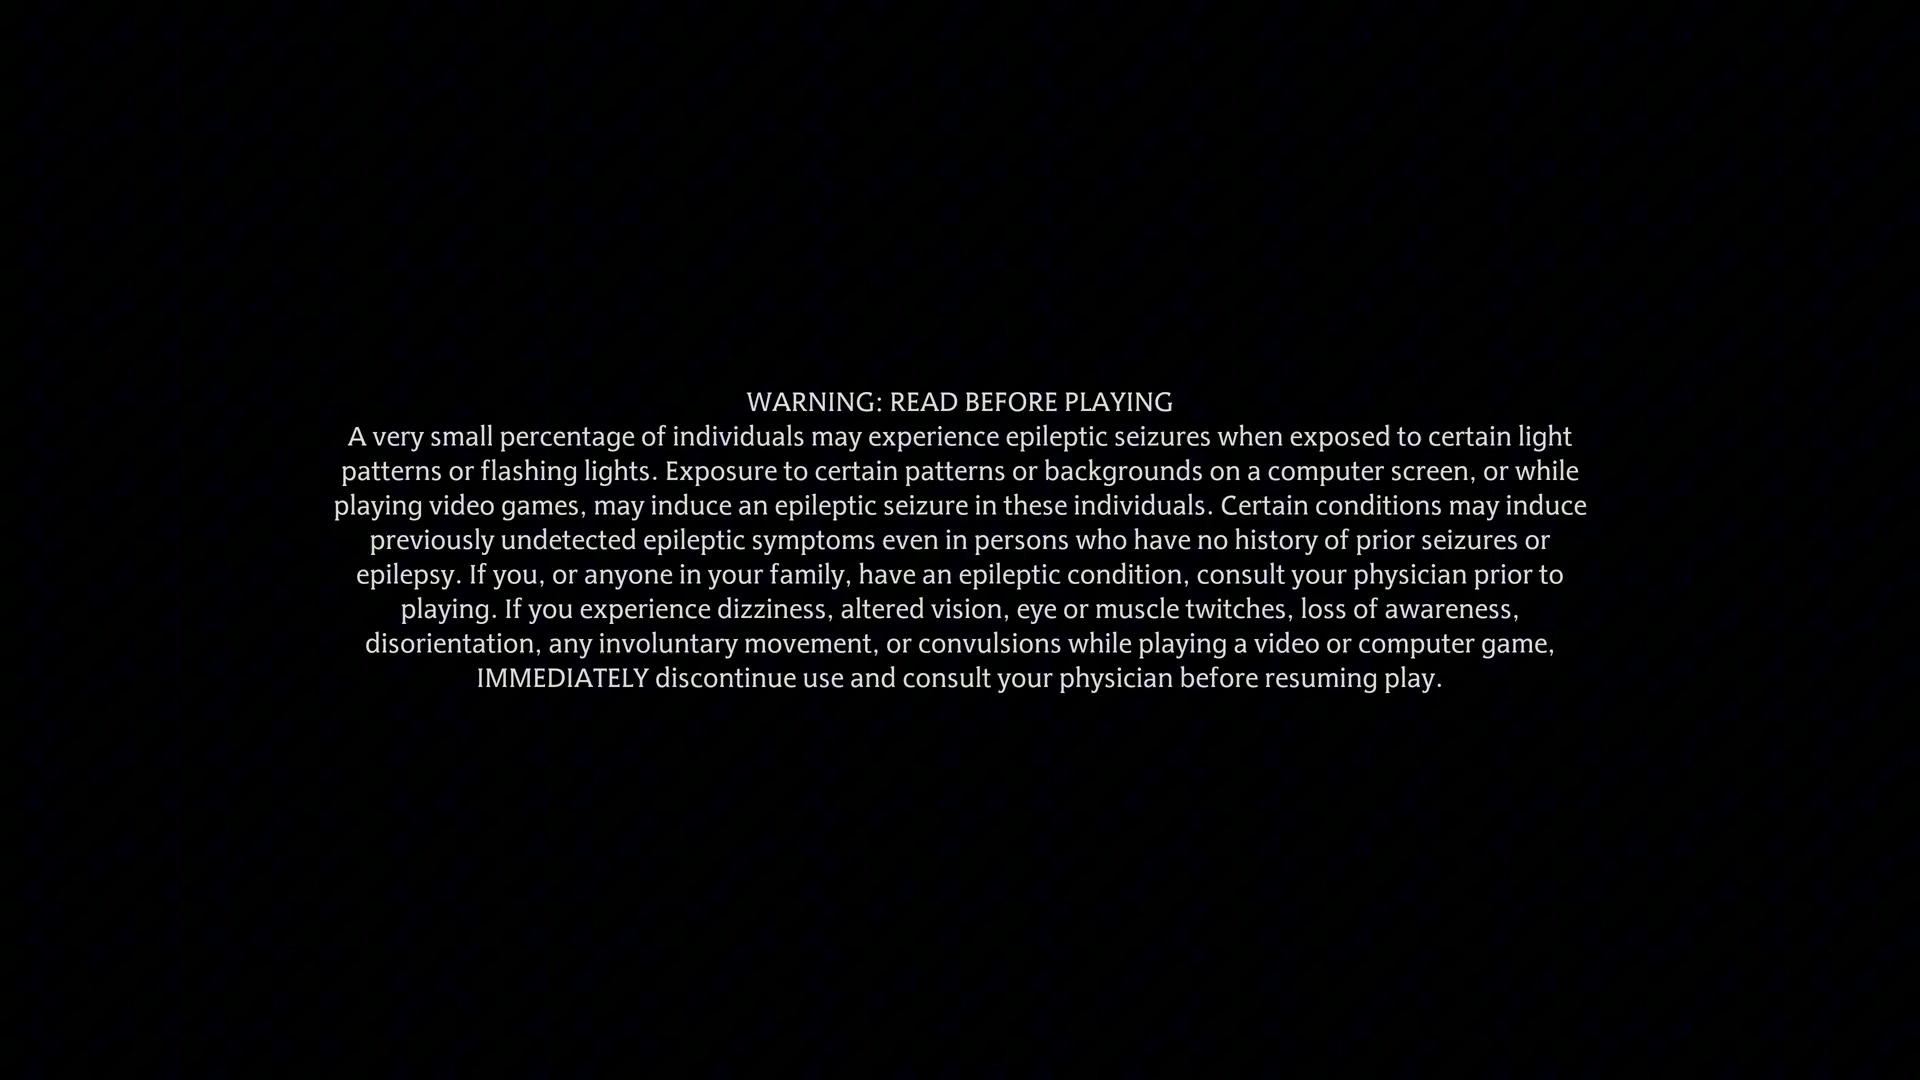 WARNING: READ BEFORE PLAYING
A very small percentage of individuals may experience epileptic seizures when exposed to certain light
patterns or flashing lights. Exposure to certain patterns or backgrounds on a computer screen, or while
playing video games, may induce an epileptic seizure in these individuals. Certain conditions may induce
previously undetected epileptic symptoms even in persons who have no history of prior seizures or
epilepsy. If you, or anyone in your family, have an epileptic condition, consult your physician prior to
playing. If you experience dizziness, altered vision, eye or muscle twitches, loss of awareness,
disorientation, any involuntary movement, or convulsions while playing a video or computer game,
IMMEDIATELY discontinue use and consult your physician before resuming play.